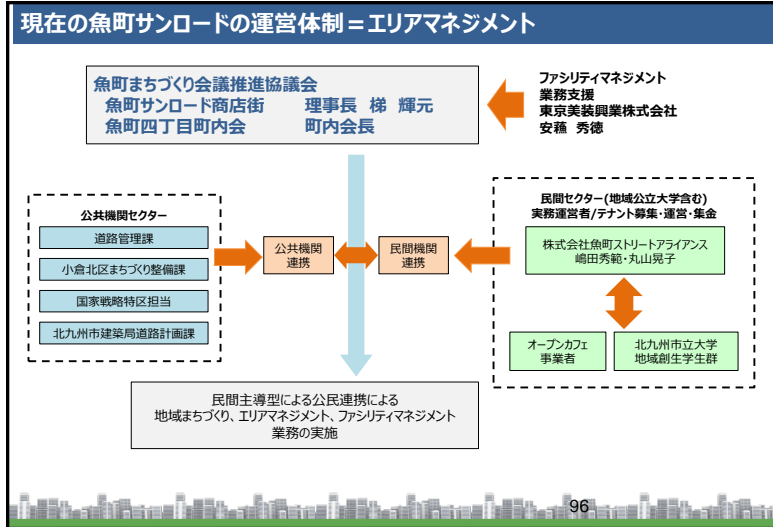 現在の魚町サンロードの運営体制＝エリアマネジメント
魚町まちづくり会議推進協議会
魚町サンロード商店街　理事長 梯 輝元
魚町四丁目町内会　町内会長
ファシリティマネジメント
業務支援
東京美装興業株式会社
安藤 秀徳
公共機関セクター
道路管理課
小倉北区まちづくり整備課
国家戦略特区担当
北九州市建築局道路計画課
公共機関
連携
民間機関
連携
民間セクター(地域公立大学含む)
実務運営者/テナント募集・運営・集金
株式会社魚町ストリートアライアンス
嶋田秀範・丸山晃子
オープンカフェ
事業者
北九州市立大学
地域創生学生群
民間主導型による公民連携による
地域まちづくり、エリアマネジメント、ファシリティマネジメント
業務の実施
96